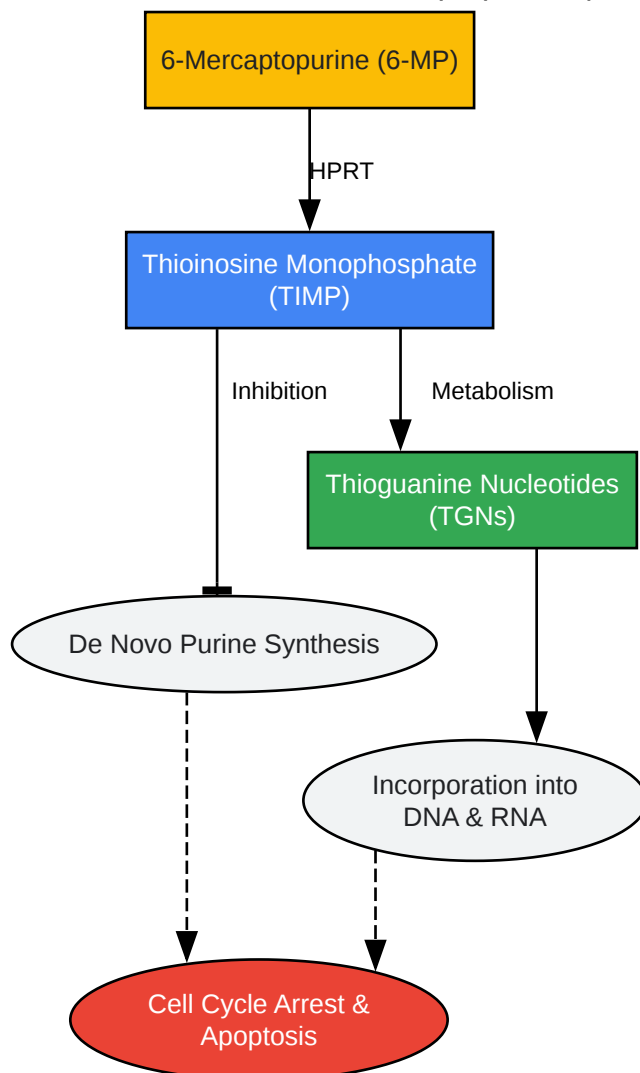 6-Mercaptopurine (6-MP)
HPRT
Thioinosine Monophosphate
(TIMP)
Inhibition
Metabolism
Thioguanine Nucleotides
(TGNs)
De Novo Purine Synthesis
Incorporation into
DNA & RNA
Cell Cycle Arrest &
Apoptosis